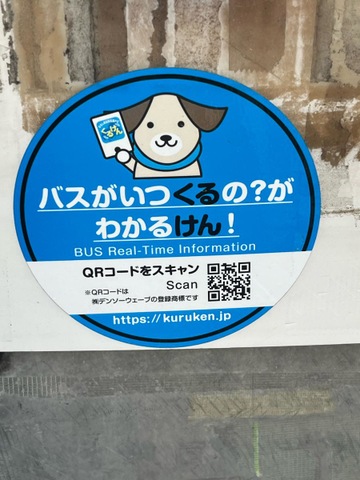 くるけん
バスがいつくるの?が
わかるけん!
BUS Real-Time Information
QRコードをスキャン
Scan
※QRコードは
㈱デンソーウェーブの登録商標です
https://kuruken.jp